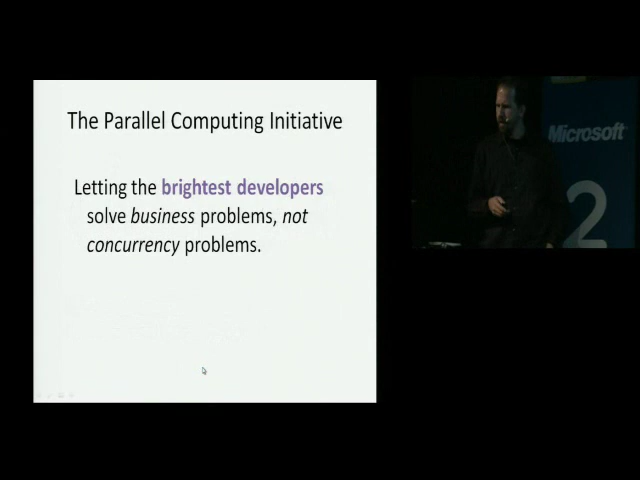 The Parallel Computing Initiative
Letting the brightest developers
solve business problems, not
concurrency problems.
Microsoft
2